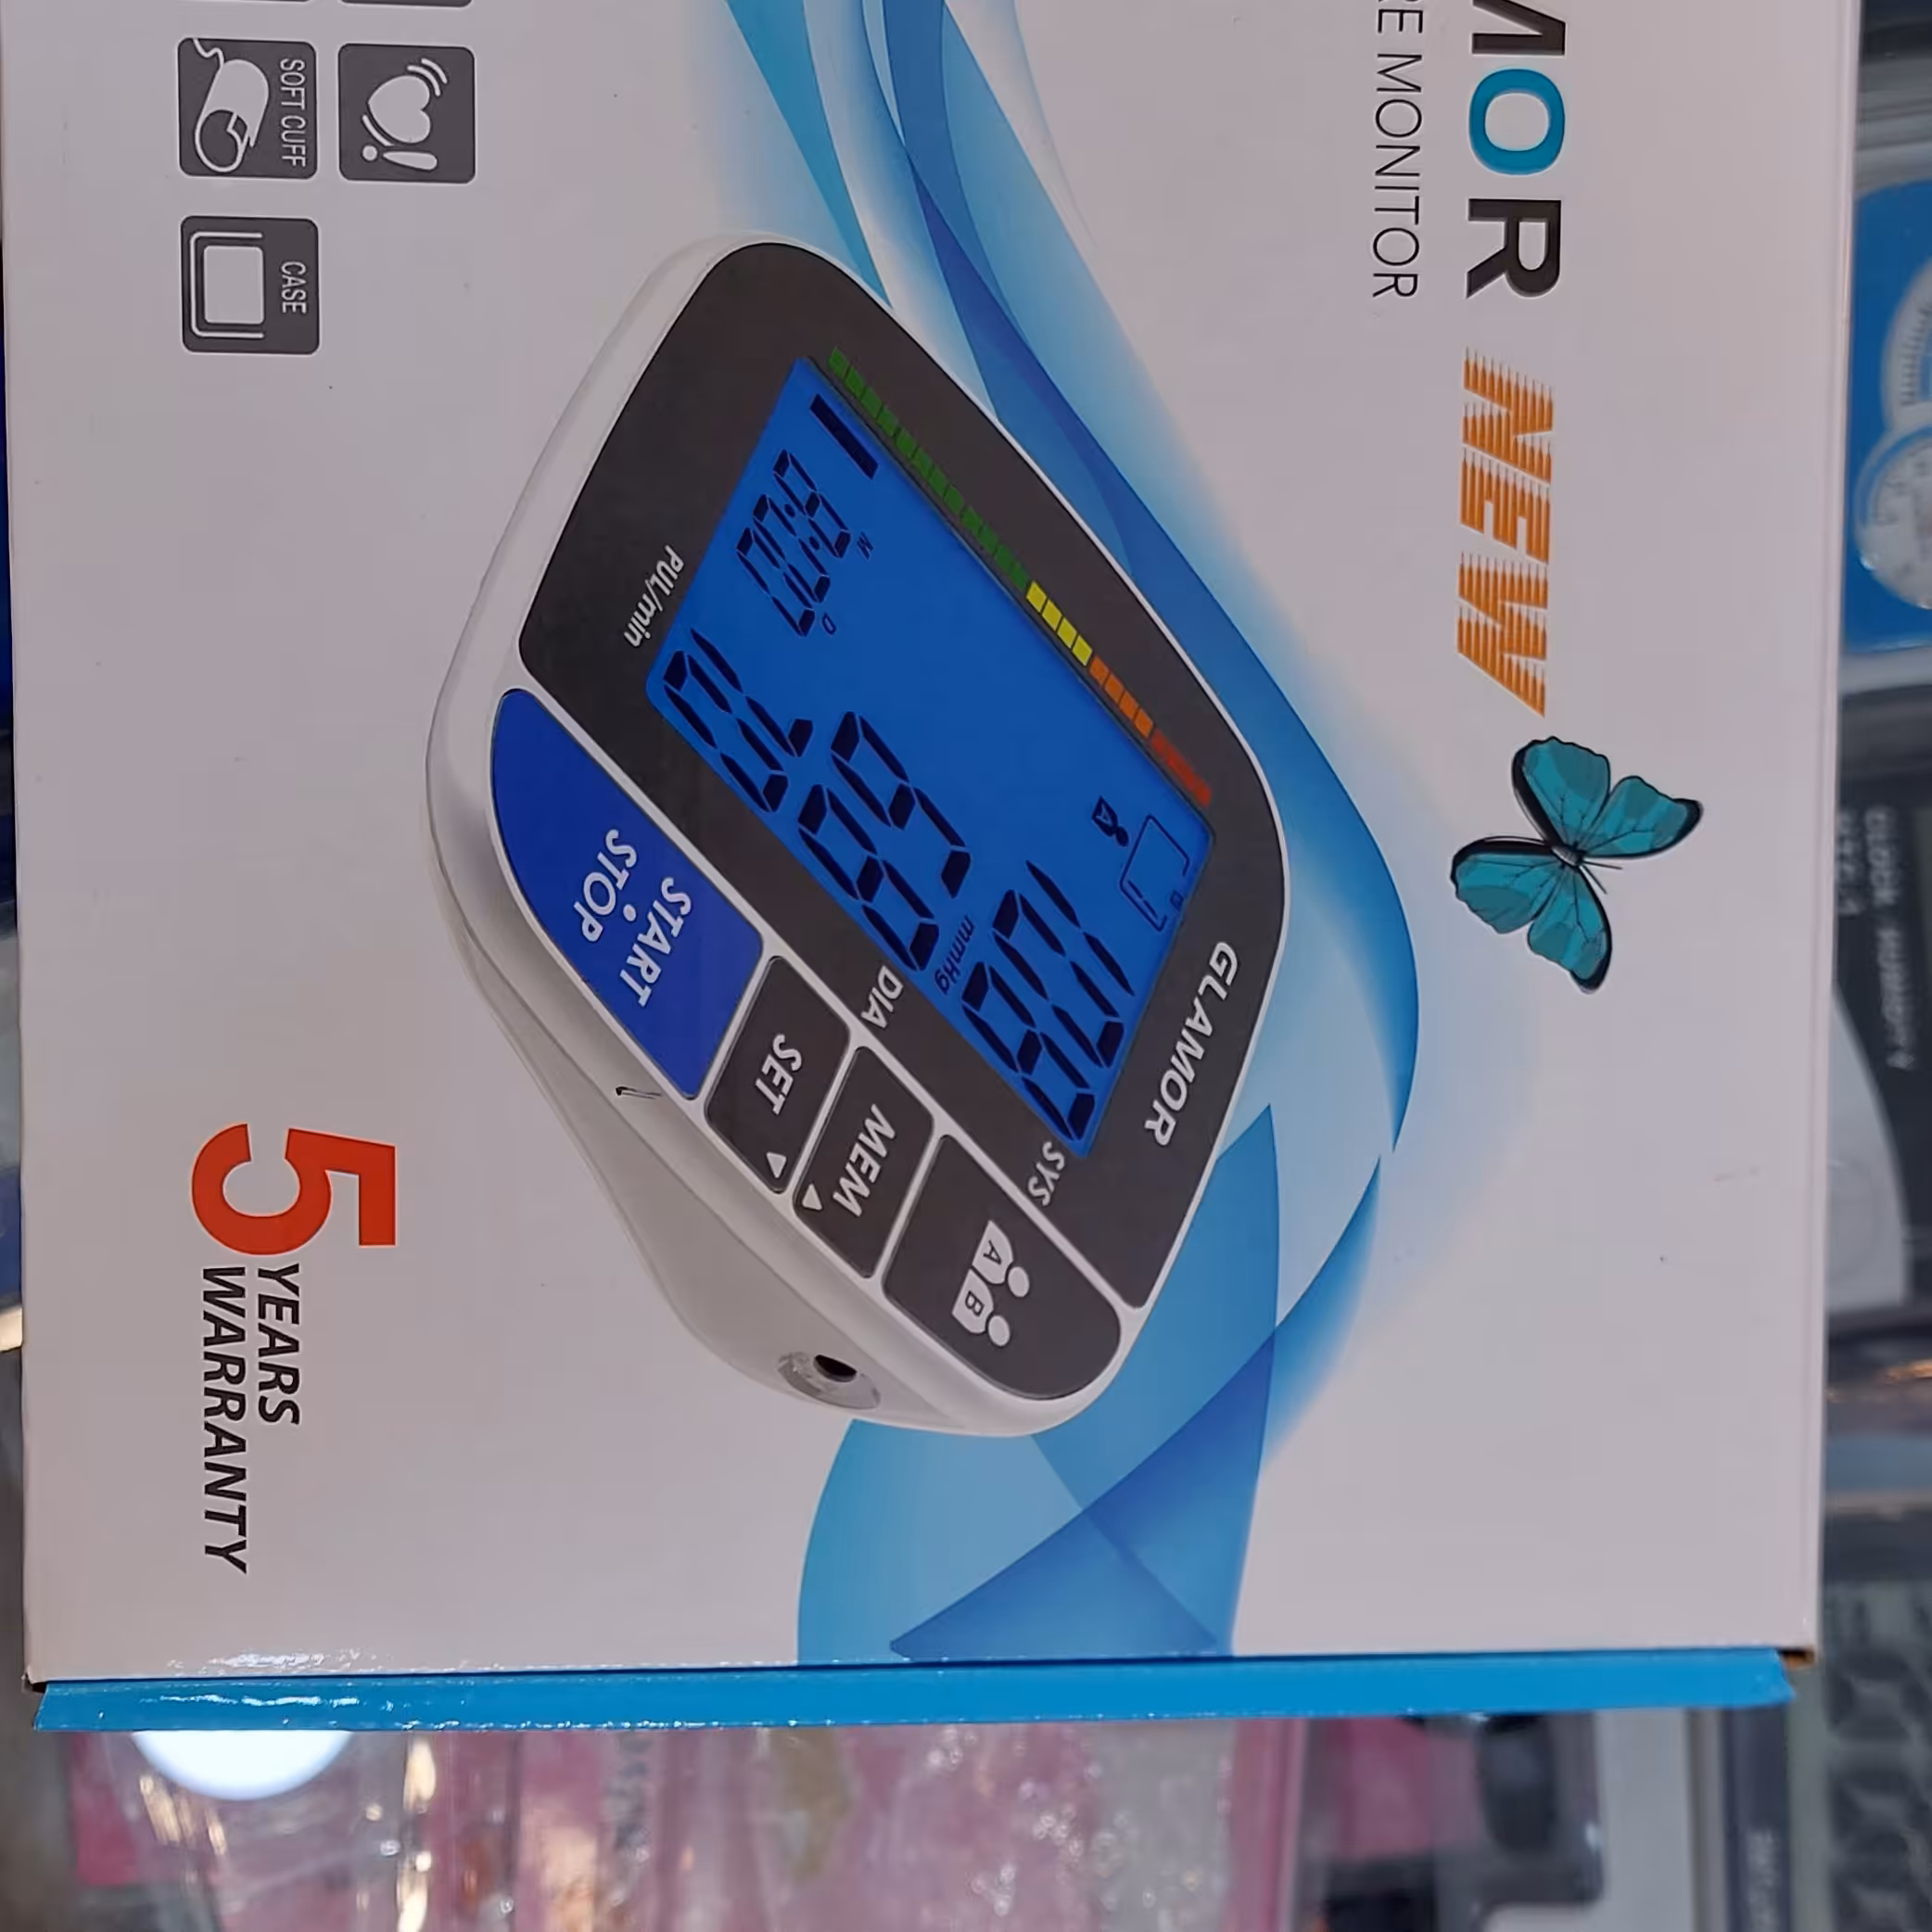 MOR NEW
RE MONITOR
GLAMOR
SYS
mmHg
DIA
PUL/min
A B
MEM
SET
START
STOP
SOFT CUFF
CASE
5 YEARS
WARRANTY